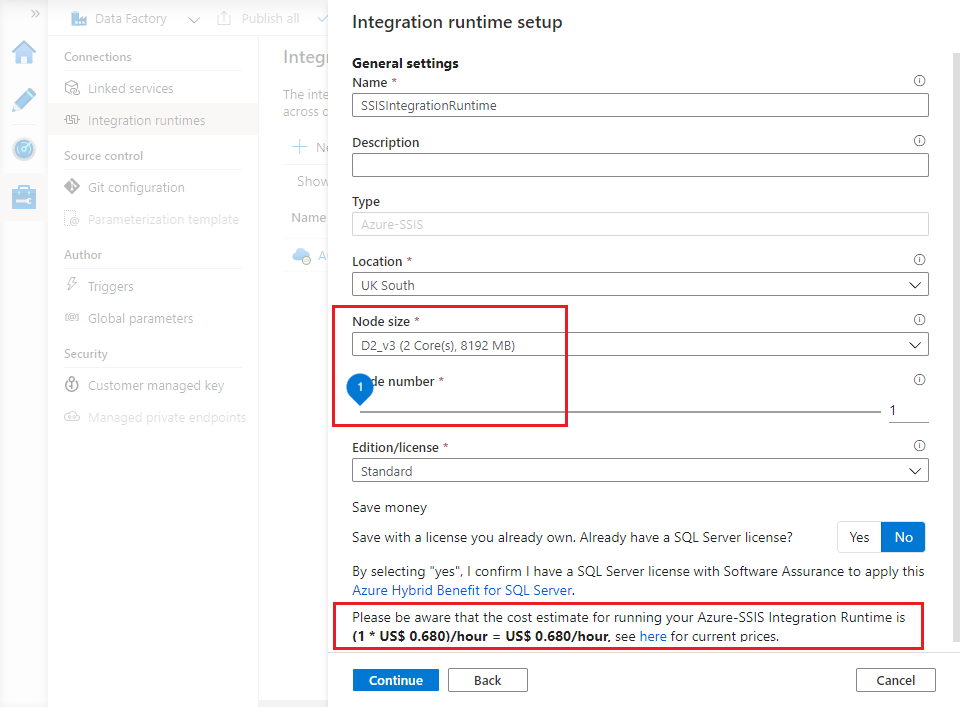 »
Data Factory
Publish all
Connections
Linked services
Integration runtimes
Source control
Git configuration
Parameterization template
Author
Triggers
Global parameters
Security
Customer managed key
Managed private endpoints
Integ
The inte
across
Ne
Show
Name
Integration runtime setup
General settings
Name *
SSISIntegrationRuntime
Description
Type
Azure-SSIS
Location *
UK South
Node size *
D2_v3 (2 Core(s), 8192 MB)
de number *
1
1
Edition/license *
Standard
Save money
Save with a license you already own. Already have a SQL Server license?
Yes No
By selecting "yes", I confirm I have a SQL Server license with Software Assurance to apply this
Azure Hybrid Benefit for SQL Server.
Please be aware that the cost estimate for running your Azure-SSIS Integration Runtime is
(1 * US$ 0.680)/hour = US$ 0.680/hour, see here for current prices.
Continue Back Cancel